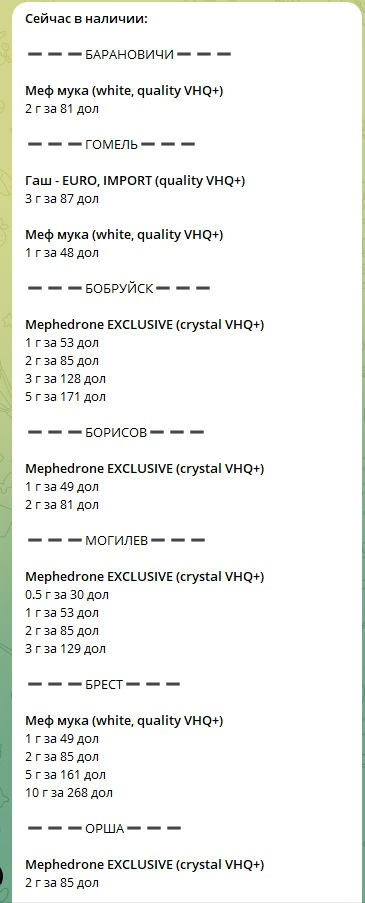 Сейчас в наличии:
➖➖➖БАРАНОВИЧИ➖➖➖
Меф мука (white, quality VHQ+)
2 г за 81 дол
➖➖➖ГОМЕЛЬ➖➖➖
Гаш - EURO, IMPORT (quality VHQ+)
3 г за 87 дол
Меф мука (white, quality VHQ+)
1 г за 48 дол
➖➖➖БОБРУЙСК➖➖➖
Mephedrone EXCLUSIVE (crystal VHQ+)
1 г за 53 дол
2 г за 85 дол
3 г за 128 дол
5 г за 171 дол
➖➖➖БОРИСОВ➖➖➖
Mephedrone EXCLUSIVE (crystal VHQ+)
1 г за 49 дол
2 г за 81 дол
➖➖➖МОГИЛЕВ➖➖➖
Mephedrone EXCLUSIVE (crystal VHQ+)
0.5 г за 30 дол
1 г за 53 дол
2 г за 85 дол
3 г за 129 дол
➖➖➖БРЕСТ➖➖➖
Меф мука (white, quality VHQ+)
1 г за 49 дол
2 г за 85 дол
5 г за 161 дол
10 г за 268 дол
➖➖➖ОРША➖➖➖
Mephedrone EXCLUSIVE (crystal VHQ+)
2 г за 85 дол